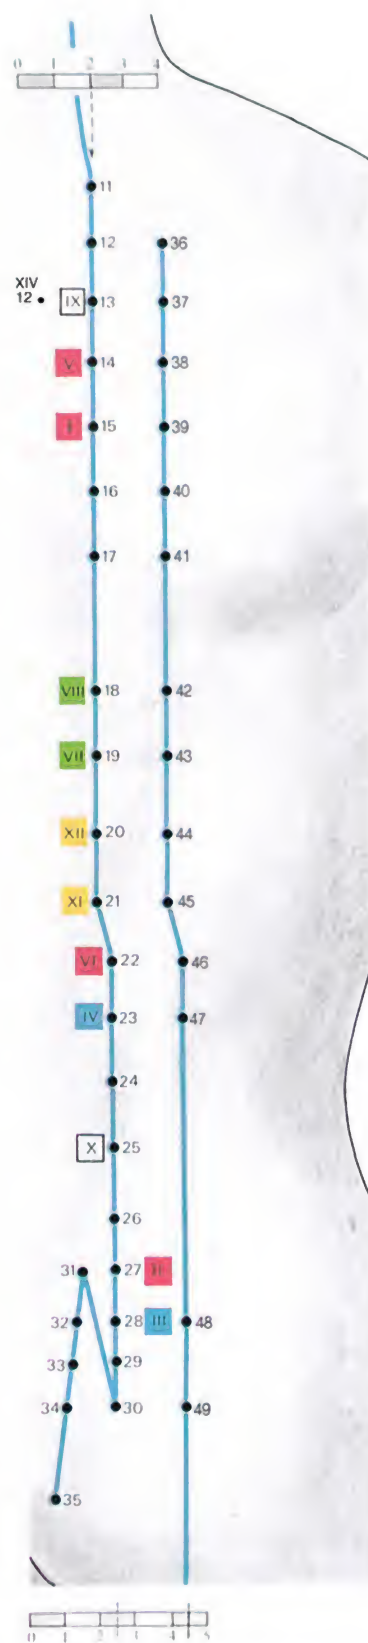 0 1 2 3 4
11
12 36
XIV
12 IX 13 37
V 14 38
I 15 39
16 40
17 41
VIII 18 42
VII 19 43
XII 20 44
XI 21 45
VI 22 46
IV 23 47
24
X 25
26
31 27 II
32 28 III 48
33 29
34 30 49
35
0 1 2 3 4 5